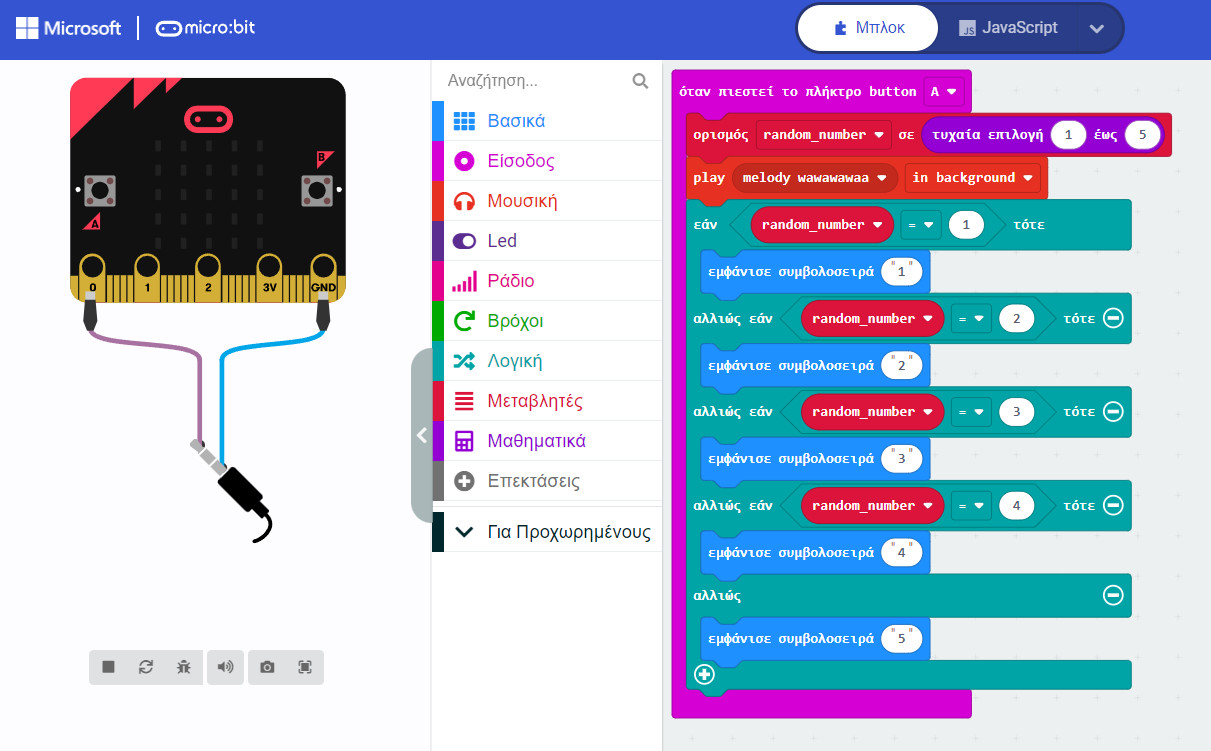 Microsoft micro:bit Μπλοκ JavaScript
B
A
0 1 2 3V GND
Αναζήτηση...
Βασικά
Είσοδος
Μουσική
Led
Ράδιο
Βρόχοι
Λογική
Μεταβλητές
Μαθηματικά
Επεκτάσεις
Για Προχωρημένους
όταν πιεστεί το πλήκτρο button A
ορισμός random_number σε τυχαία επιλογή 1 έως 5
play melody wawawawaa in background
εάν random_number = 1 τότε
εμφάνισε συμβολοσειρά "1"
αλλιώς εάν random_number = 2 τότε
εμφάνισε συμβολοσειρά "2"
αλλιώς εάν random_number = 3 τότε
εμφάνισε συμβολοσειρά "3"
αλλιώς εάν random_number = 4 τότε
εμφάνισε συμβολοσειρά "4"
αλλιώς
εμφάνισε συμβολοσειρά "5"